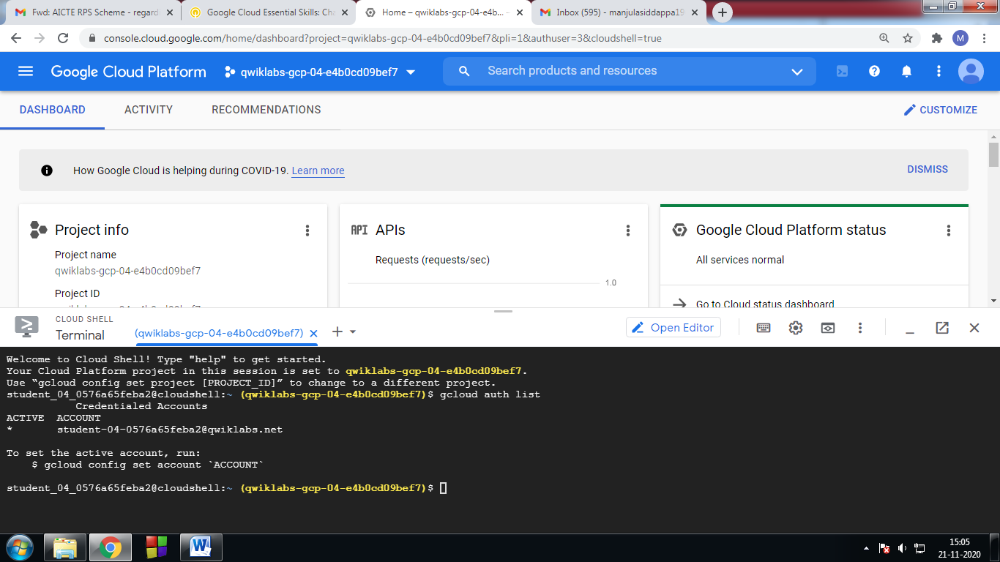 Fwd: AICTE RPS Scheme - regard
Google Cloud Essential Skills: Cha
Home – qwiklabs-gcp-04-e4b... –
Inbox (595) - manjulasiddappa19
console.cloud.google.com/home/dashboard?project=qwiklabs-gcp-04-e4b0cd09bef7&pli=1&authuser=3&cloudshell=true
M
Google Cloud Platform
qwiklabs-gcp-04-e4b0cd09bef7
Search products and resources
DASHBOARD
ACTIVITY
RECOMMENDATIONS
CUSTOMIZE
How Google Cloud is helping during COVID-19. Learn more
DISMISS
Project info
Project name
qwiklabs-gcp-04-e4b0cd09bef7
Project ID
API APIs
Requests (requests/sec)
1.0
Google Cloud Platform status
All services normal
Go to Cloud status dashboard
CLOUD SHELL
Terminal
(qwiklabs-gcp-04-e4b0cd09bef7)
Open Editor
Welcome to Cloud Shell! Type "help" to get started.
Your Cloud Platform project in this session is set to qwiklabs-gcp-04-e4b0cd09bef7.
Use “gcloud config set project [PROJECT_ID]” to change to a different project.
student_04_0576a65feba2@cloudshell:~ (qwiklabs-gcp-04-e4b0cd09bef7)$ gcloud auth list
Credentialed Accounts
ACTIVE ACCOUNT
* student-04-0576a65feba2@qwiklabs.net
To set the active account, run:
$ gcloud config set account `ACCOUNT`
student_04_0576a65feba2@cloudshell:~ (qwiklabs-gcp-04-e4b0cd09bef7)$
15:05
21-11-2020